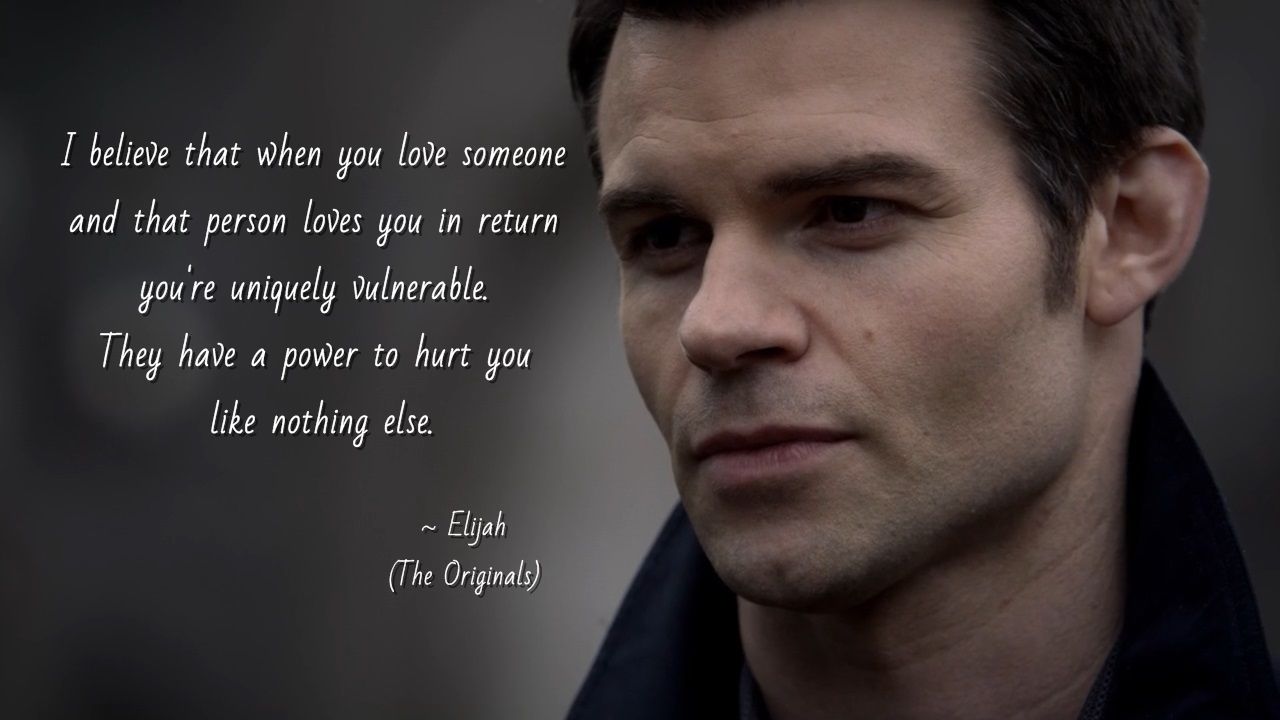 I believe that when you love someone
and that person loves you in return
you're uniquely vulnerable.
They have a power to hurt you
like nothing else.
~ Elijah
(The Originals)